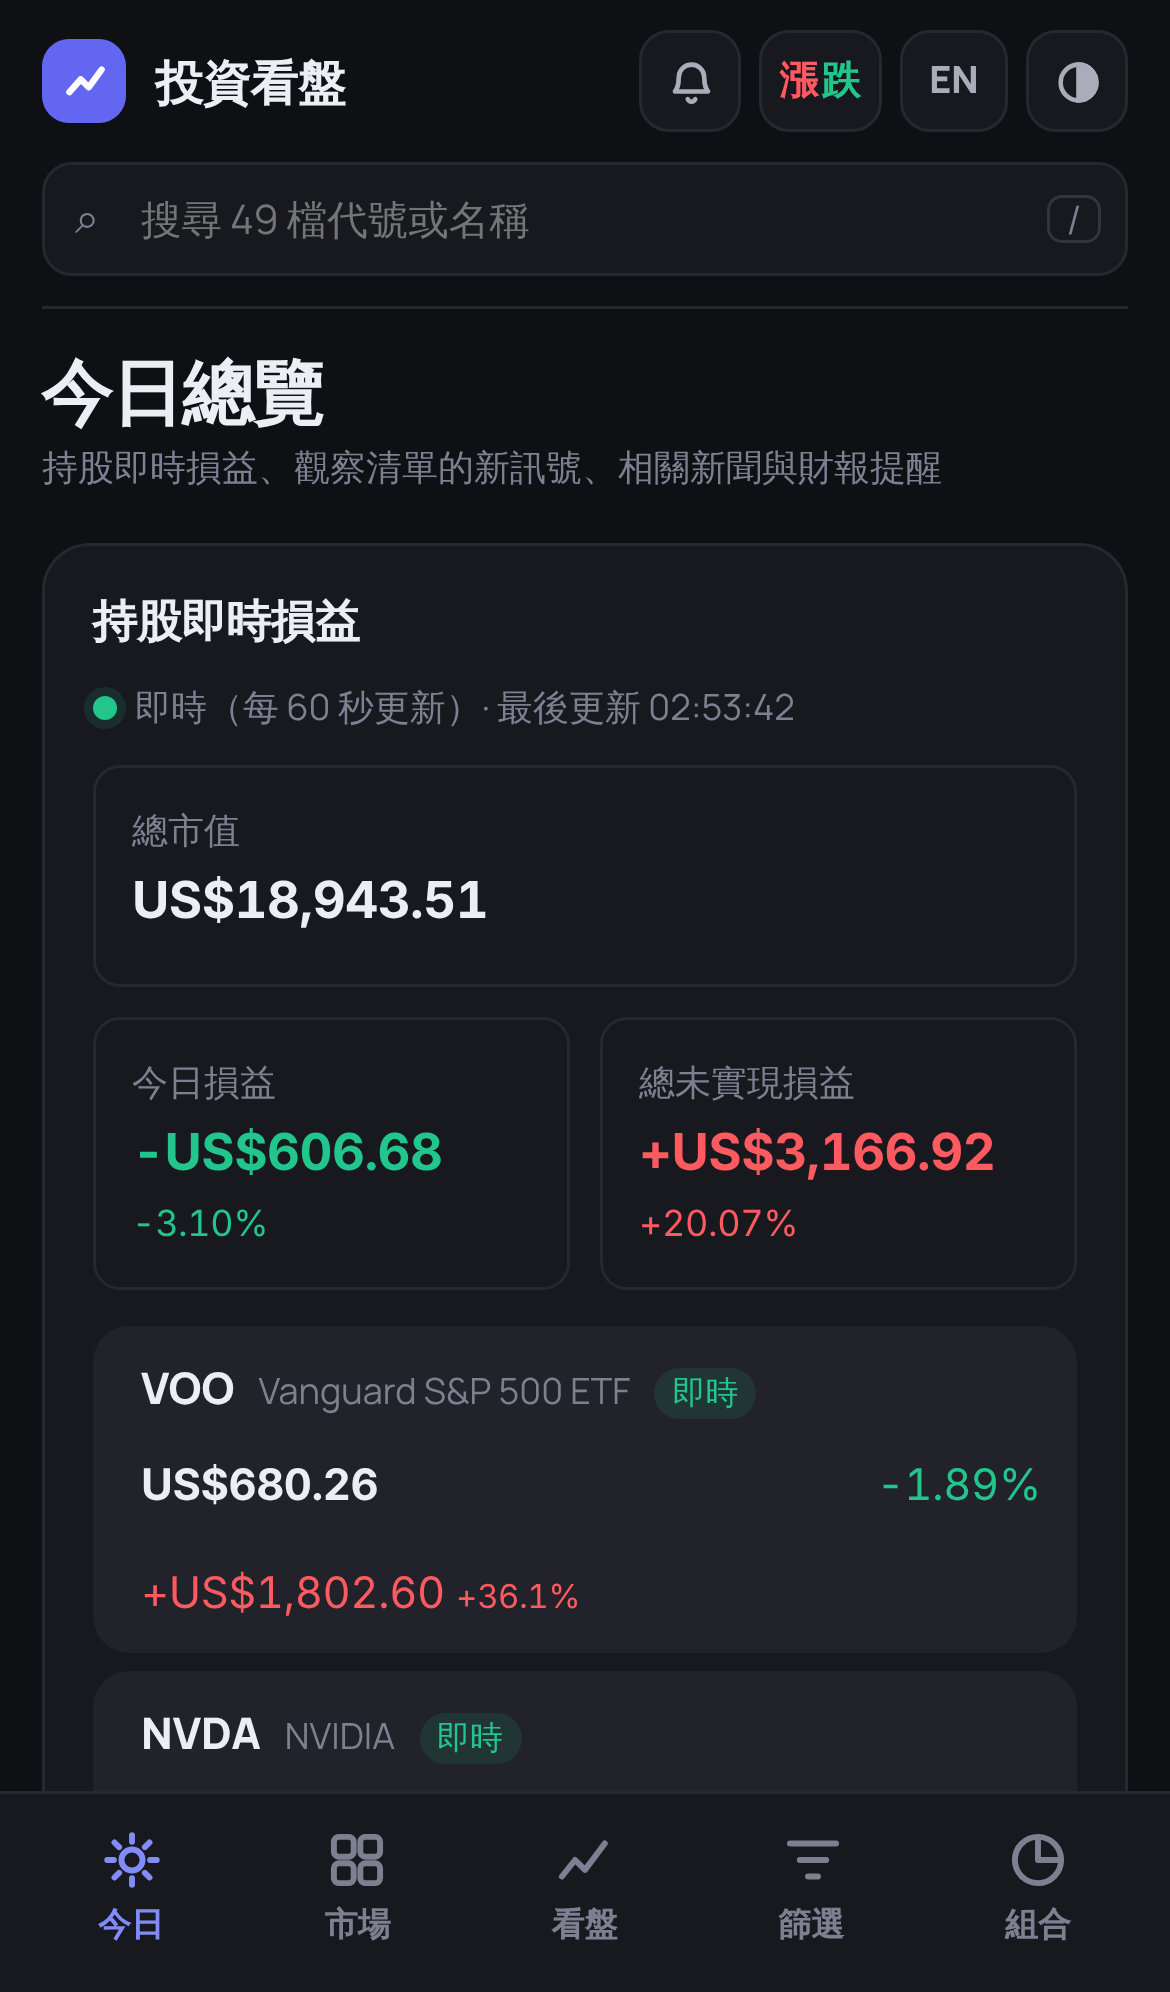 投資看盤
漲跌
EN
搜尋 49 檔代號或名稱
/
今日總覽
持股即時損益、觀察清單的新訊號、相關新聞與財報提醒
持股即時損益
即時（每 60 秒更新）· 最後更新 02:53:42
總市值
US$18,943.51
今日損益
-US$606.68
-3.10%
總未實現損益
+US$3,166.92
+20.07%
VOO Vanguard S&P 500 ETF 即時
US$680.26 -1.89%
+US$1,802.60 +36.1%
NVDA NVIDIA 即時
今日 市場 看盤 篩選 組合